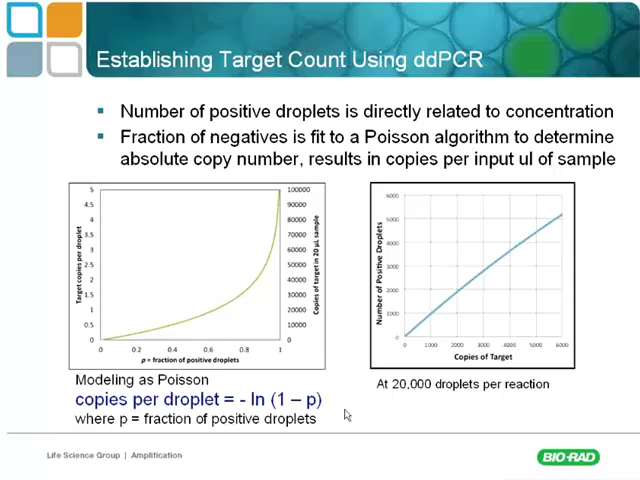 Establishing Target Count Using ddPCR
Number of positive droplets is directly related to concentration
Fraction of negatives is fit to a Poisson algorithm to determine
absolute copy number, results in copies per input ul of sample
Target copies per droplet
5
4.5
4
3.5
3
2.5
2
1.5
1
0.5
0
100000
90000
80000
70000
60000
50000
40000
30000
20000
10000
0
Copies of target in 20 µL sample
0 0.2 0.4 0.6 0.8 1
p = fraction of positive droplets
Number of Positive Droplets
6000
5000
4000
3000
2000
1000
0
0 1000 2000 3000 4000 5000 6000
Copies of Target
Modeling as Poisson
copies per droplet = - ln (1 – p)
where p = fraction of positive droplets
At 20,000 droplets per reaction
Life Science Group | Amplification
BIO-RAD